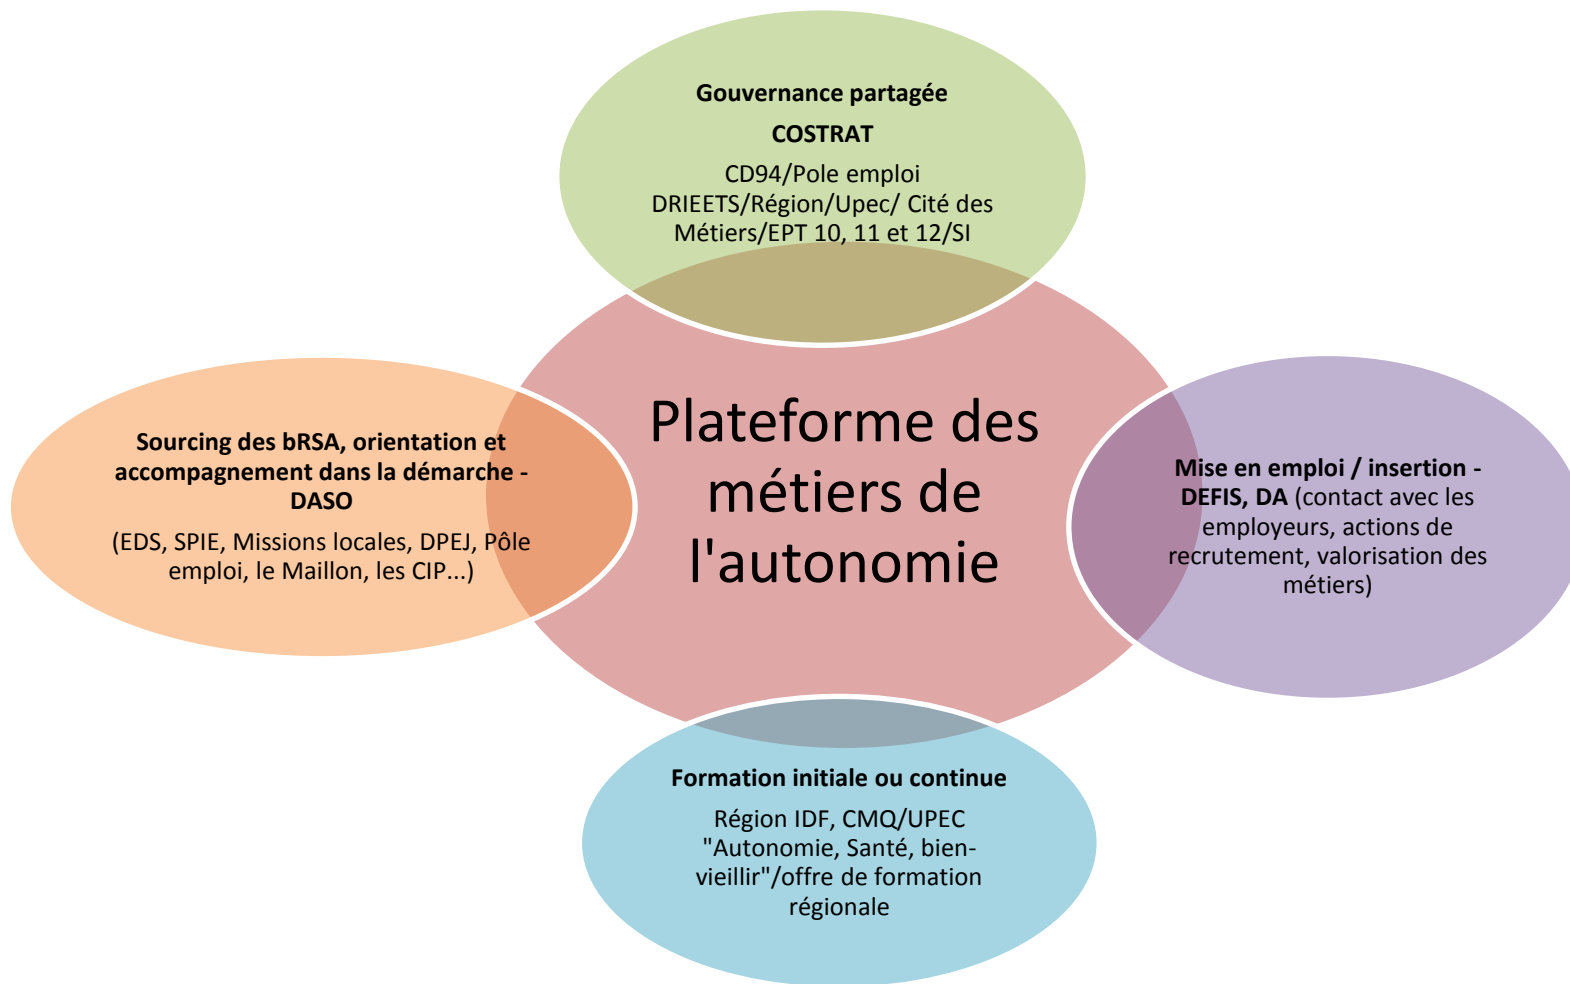 Gouvernance partagée
COSTRAT
CD94/Pole emploi
DRIEETS/Région/Upec/ Cité des
Métiers/EPT 10, 11 et 12/SI
Plateforme des
métiers de
l'autonomie
Sourcing des bRSA, orientation et
accompagnement dans la démarche -
DASO
(EDS, SPIE, Missions locales, DPEJ, Pôle
emploi, le Maillon, les CIP...)
Mise en emploi / insertion -
DEFIS, DA (contact avec les
employeurs, actions de
recrutement, valorisation des
métiers)
Formation initiale ou continue
Région IDF, CMQ/UPEC
"Autonomie, Santé, bien-
vieillir"/offre de formation
régionale